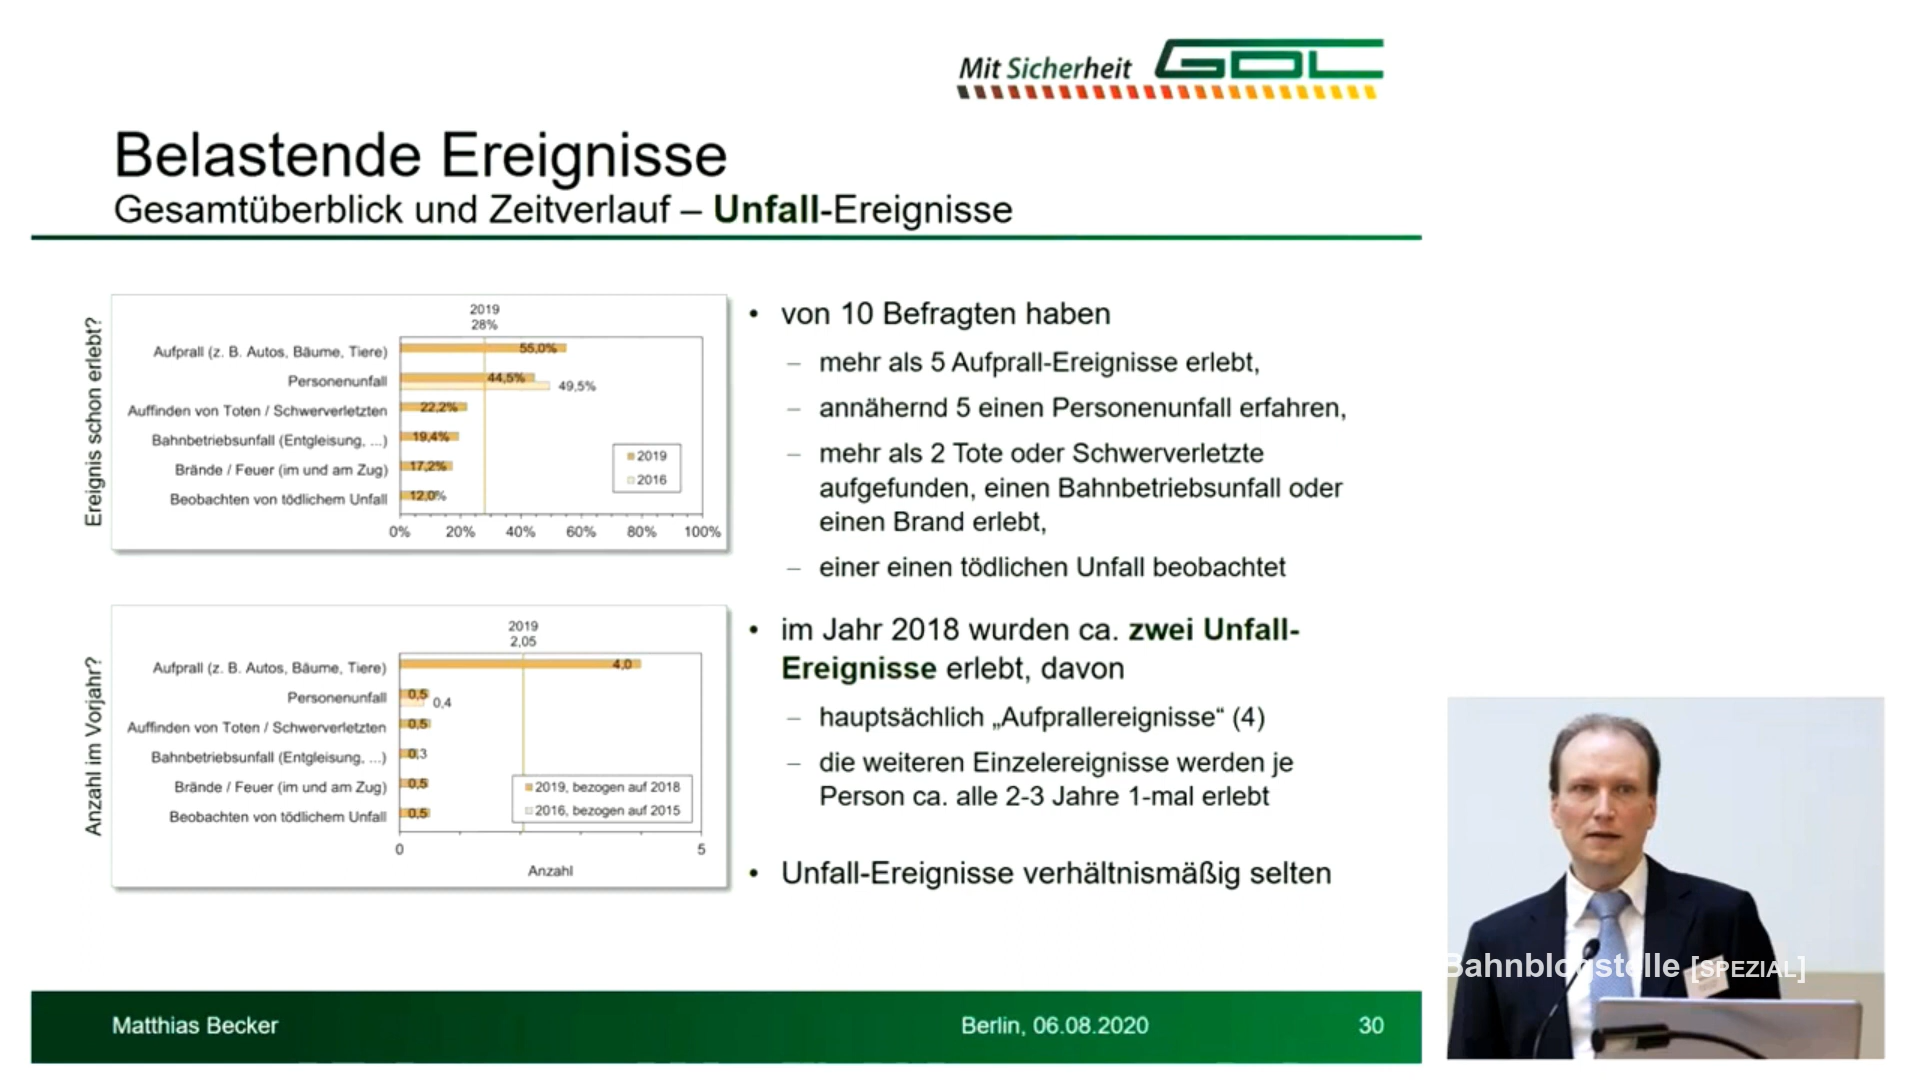 Mit Sicherheit GDL
Belastende Ereignisse
Gesamtüberblick und Zeitverlauf – Unfall-Ereignisse
Ereignis schon erlebt?
2019
28%
Aufprall (z. B. Autos, Bäume, Tiere)
55,0%
Personenunfall
44,5%
49,5%
Auffinden von Toten / Schwerverletzten
22,2%
Bahnbetriebsunfall (Entgleisung, ...)
19,4%
Brände / Feuer (im und am Zug)
17,2%
Beobachten von tödlichem Unfall
12,0%
2019
2016
0% 20% 40% 60% 80% 100%
Anzahl im Vorjahr?
2019
2,05
Aufprall (z. B. Autos, Bäume, Tiere)
4,0
Personenunfall
0,5
0,4
Auffinden von Toten / Schwerverletzten
0,5
Bahnbetriebsunfall (Entgleisung, ...)
0,3
Brände / Feuer (im und am Zug)
0,5
Beobachten von tödlichem Unfall
0,5
2019, bezogen auf 2018
2016, bezogen auf 2015
0 5
Anzahl
• von 10 Befragten haben
– mehr als 5 Aufprall-Ereignisse erlebt,
– annähernd 5 einen Personenunfall erfahren,
– mehr als 2 Tote oder Schwerverletzte
aufgefunden, einen Bahnbetriebsunfall oder
einen Brand erlebt,
– einer einen tödlichen Unfall beobachtet
• im Jahr 2018 wurden ca. zwei Unfall-
Ereignisse erlebt, davon
– hauptsächlich „Aufprallereignisse“ (4)
– die weiteren Einzelereignisse werden je
Person ca. alle 2-3 Jahre 1-mal erlebt
• Unfall-Ereignisse verhältnismäßig selten
Bahnblogstelle [SPEZIAL]
Matthias Becker
Berlin, 06.08.2020
30